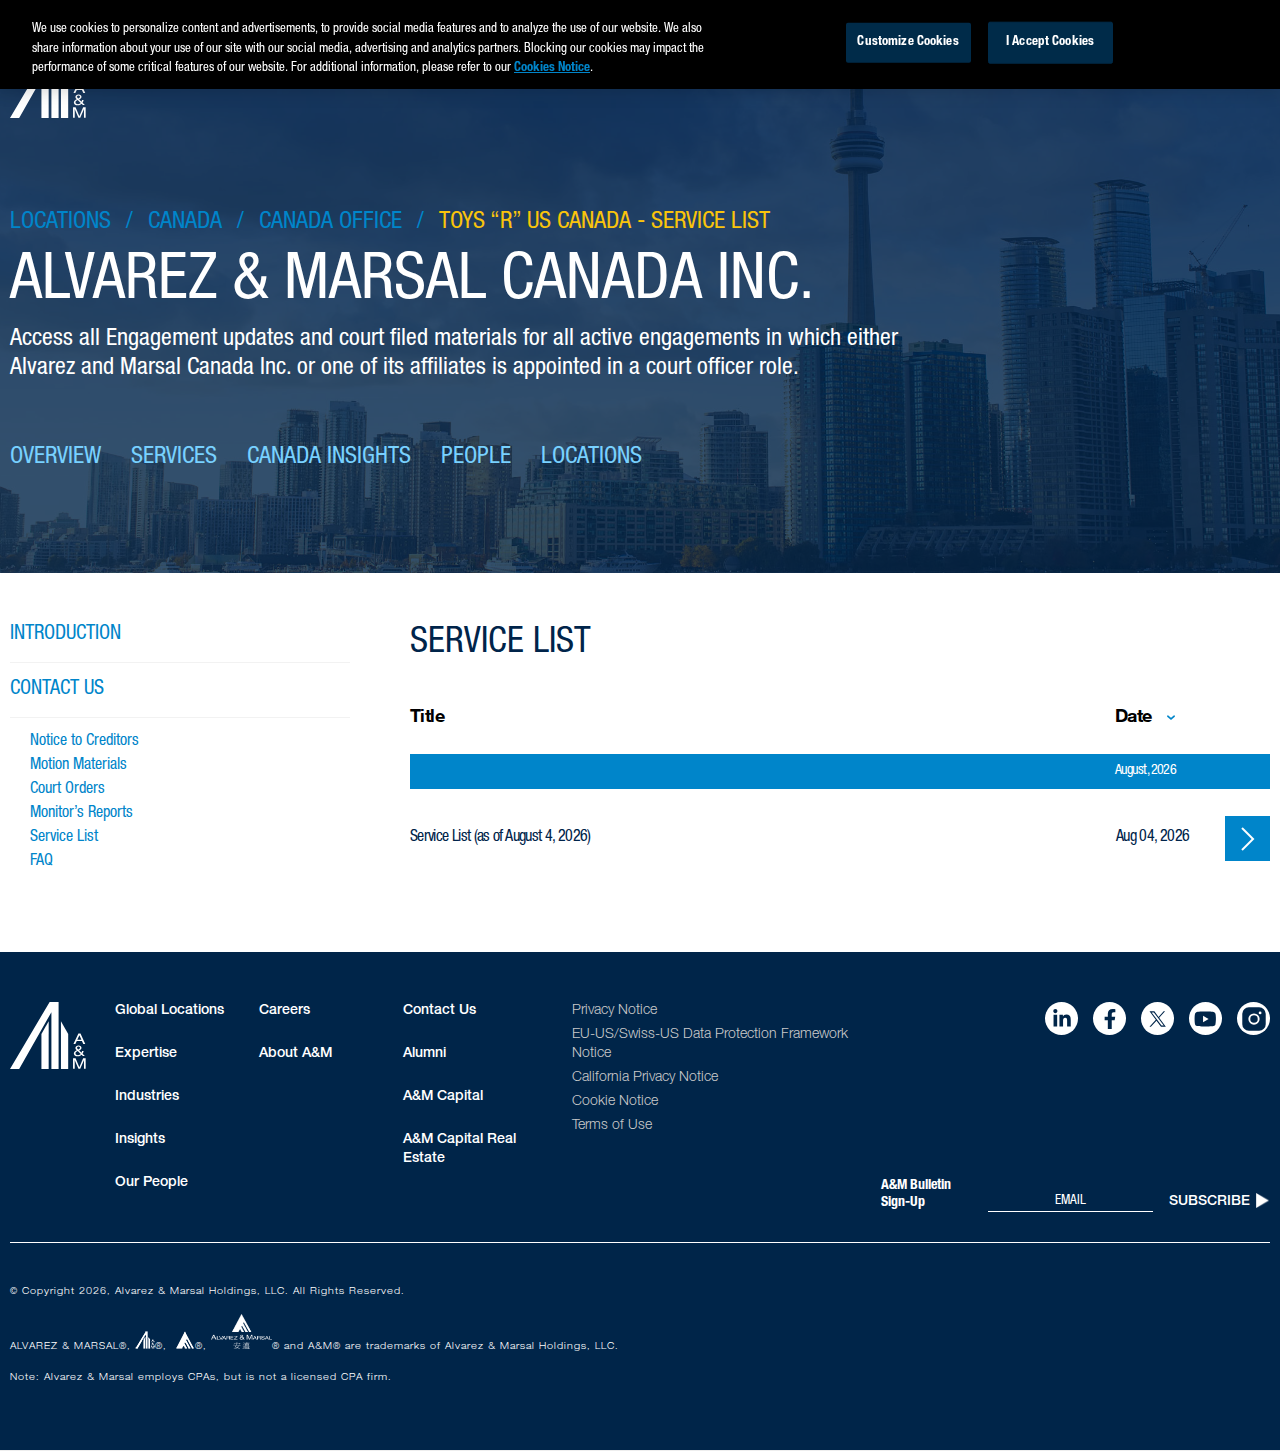 We use cookies to personalize content and advertisements, to provide social media features and to analyze the use of our website. We also
share information about your use of our site with our social media, advertising and analytics partners. Blocking our cookies may impact the
performance of some critical features of our website. For additional information, please refer to our Cookies Notice.
Customize Cookies
I Accept Cookies
A
&
M
LOCATIONS / CANADA / CANADA OFFICE / TOYS “R” US CANADA - SERVICE LIST
ALVAREZ & MARSAL CANADA INC.
Access all Engagement updates and court filed materials for all active engagements in which either
Alvarez and Marsal Canada Inc. or one of its affiliates is appointed in a court officer role.
OVERVIEW SERVICES CANADA INSIGHTS PEOPLE LOCATIONS
INTRODUCTION
CONTACT US
Notice to Creditors
Motion Materials
Court Orders
Monitor’s Reports
Service List
FAQ
SERVICE LIST
Title Date
August, 2026
Service List (as of August 4, 2026) Aug 04, 2026
A
&
M
Global Locations
Expertise
Industries
Insights
Our People
Careers
About A&M
Contact Us
Alumni
A&M Capital
A&M Capital Real
Estate
Privacy Notice
EU-US/Swiss-US Data Protection Framework
Notice
California Privacy Notice
Cookie Notice
Terms of Use
A&M Bulletin
Sign-Up
EMAIL
SUBSCRIBE
© Copyright 2026, Alvarez & Marsal Holdings, LLC. All Rights Reserved.
ALVAREZ & MARSAL®, ®, ®, ALVAREZ & MARSAL 安迈 ® and A&M® are trademarks of Alvarez & Marsal Holdings, LLC.
Note: Alvarez & Marsal employs CPAs, but is not a licensed CPA firm.